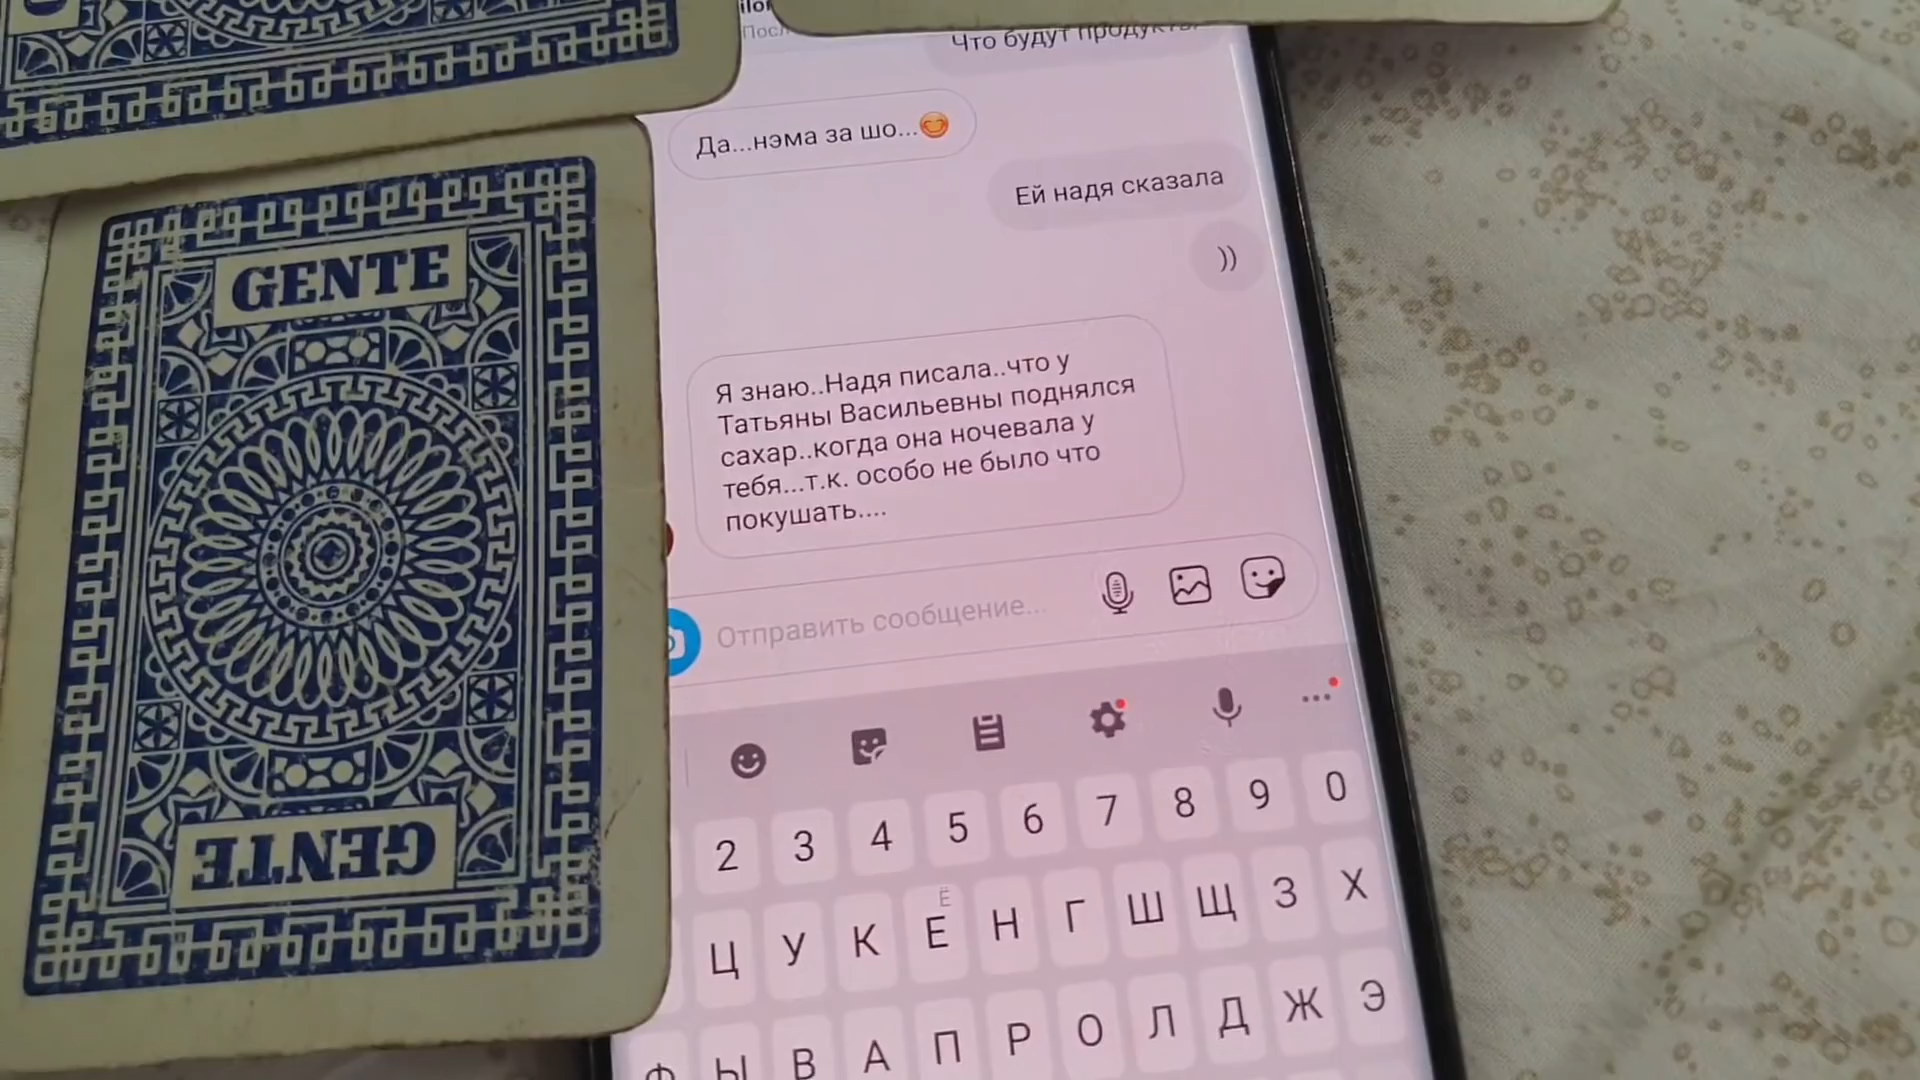 Что будут
Да...нэма за шо...😊
Ей надя сказала
))
Я знаю..Надя писала..что у
Татьяны Васильевны поднялся
сахар..когда она ночевала у
тебя...т.к. особо не было что
покушать....
Отправить сообщение...
2 3 4 5 6 7 8 9 0
Ё
Ц У К Е Н Г Ш Щ З Х
Ф Ы В А П Р О Л Д Ж Э
GENTE
GENTE